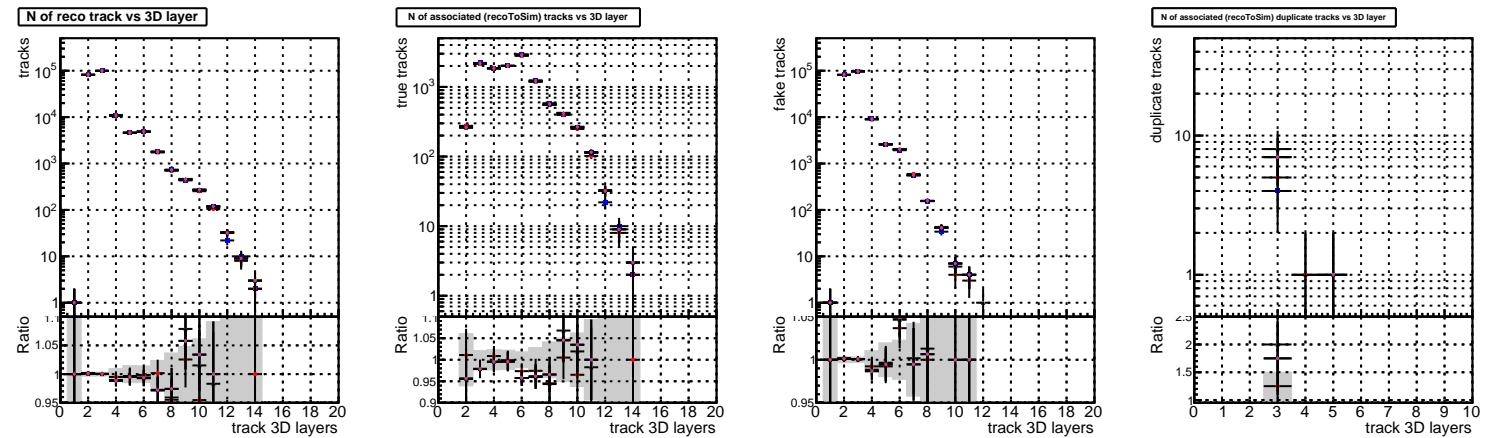 N of reco track vs 3D layer
tracks
10^5
10^4
10^3
10^2
10
1
Ratio
1.1
1.05
1
0.95
0 2 4 6 8 10 12 14 16 18 20
track 3D layers
N of associated (recoToSim) tracks vs 3D layer
true tracks
10^3
10^2
10
1
Ratio
1.1
1.05
1
0.95
0.9
0 2 4 6 8 10 12 14 16 18 20
track 3D layers
fake tracks
10^5
10^4
10^3
10^2
10
1
Ratio
1.05
1
0.95
0 2 4 6 8 10 12 14 16 18 20
track 3D layers
N of associated (recoToSim) duplicate tracks vs 3D layer
duplicate tracks
10
1
Ratio
2.5
2
1.5
1
0 1 2 3 4 5 6 7 8 9 10
track 3D layers